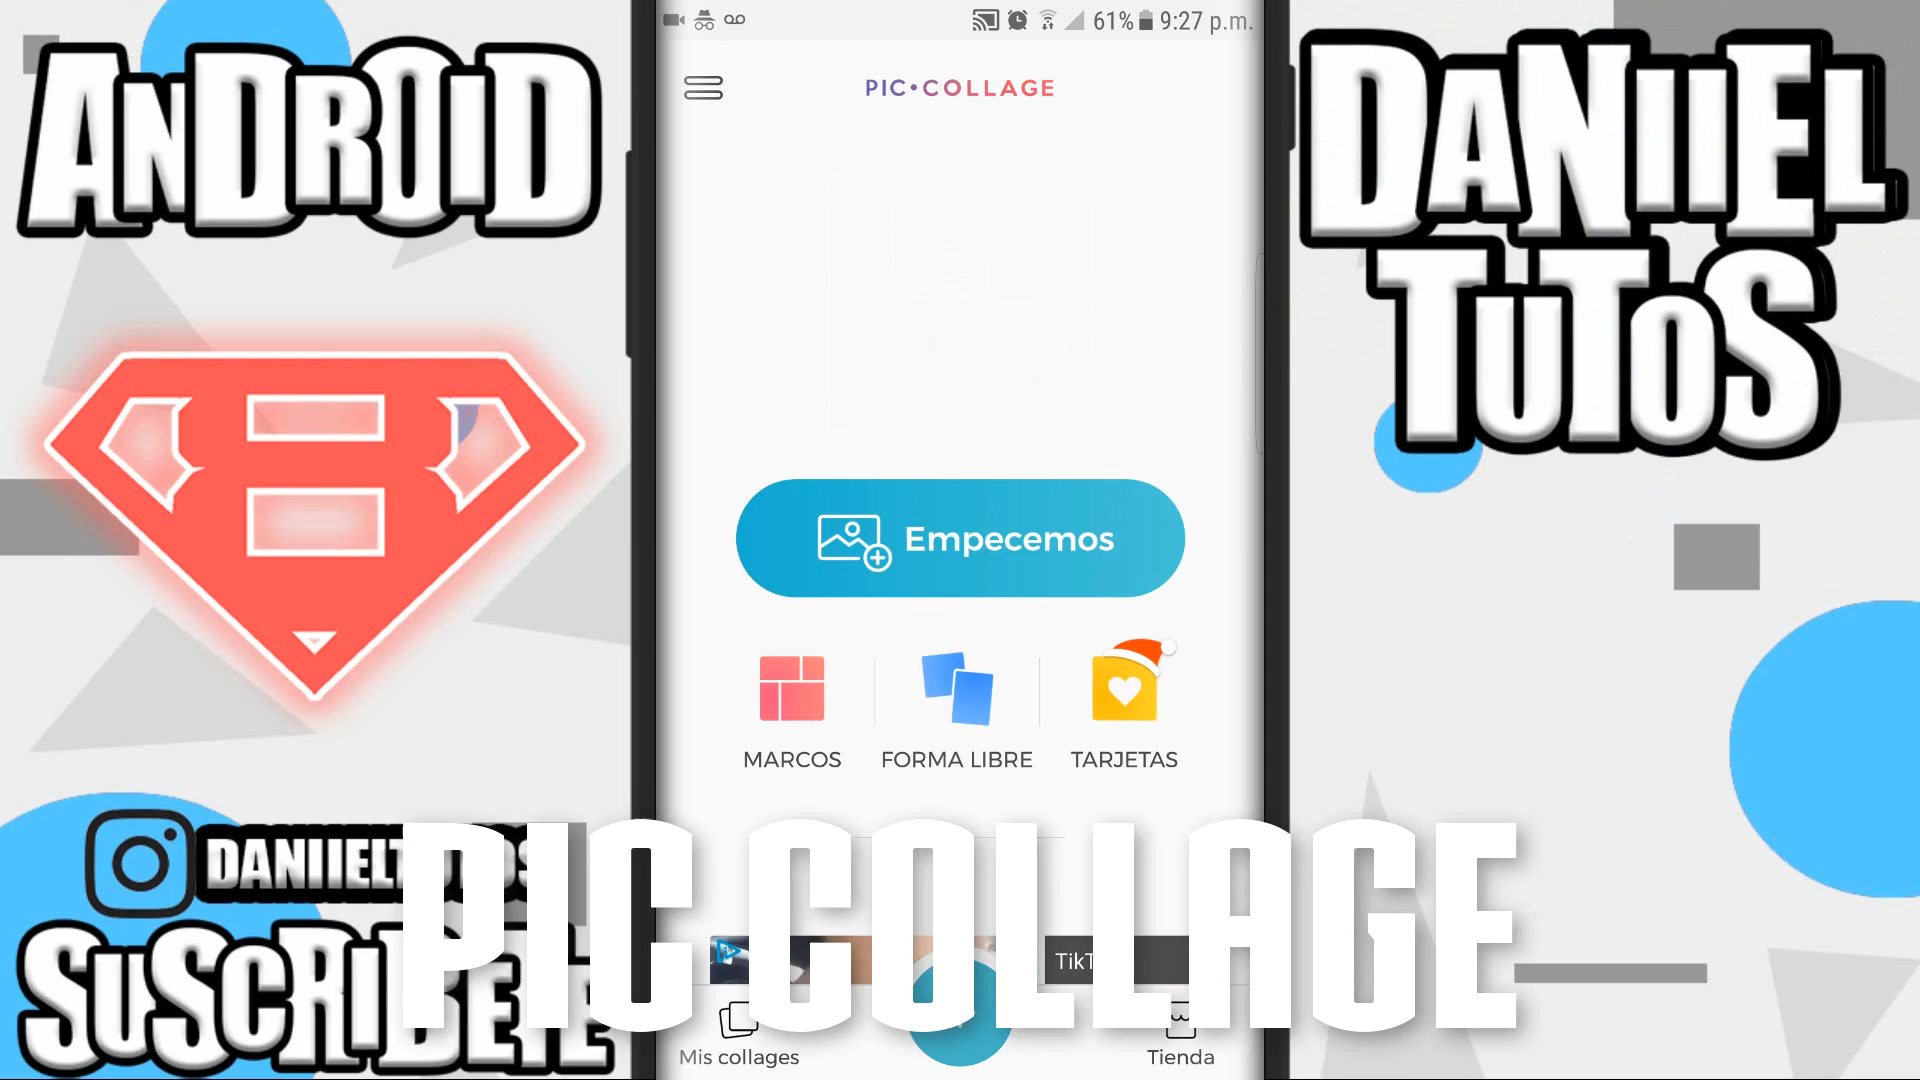 AnDROiD
DANiiEL
TuToS
61% 9:27 p.m.
PIC•COLLAGE
Empecemos
MARCOS
FORMA LIBRE
TARJETAS
DANIIELTUTOS
SuSCRiBETE
PIC COLLAGE
Mis collages
Tienda